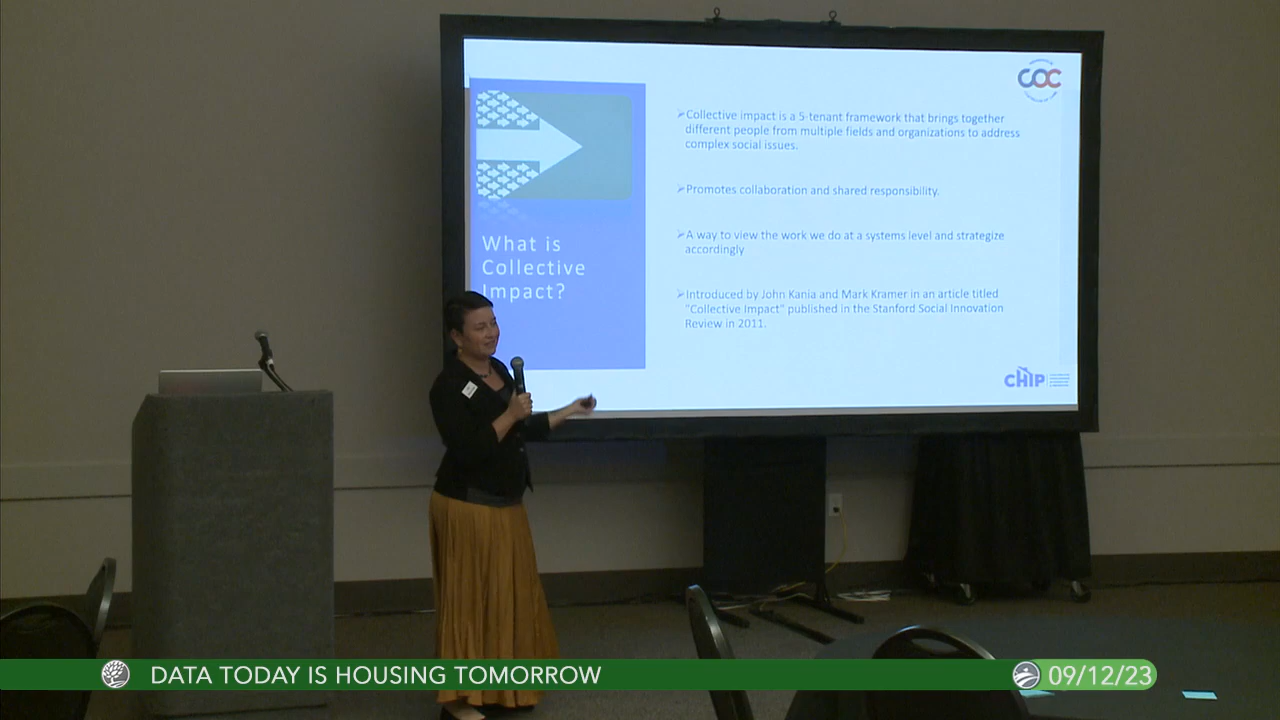 COC
➢Collective impact is a 5-tenant framework that brings together
different people from multiple fields and organizations to address
complex social issues.
➢Promotes collaboration and shared responsibility.
➢A way to view the work we do at a systems level and strategize
accordingly
➢Introduced by John Kania and Mark Kramer in an article titled
"Collective Impact" published in the Stanford Social Innovation
Review in 2011.
What is
Collective
Impact?
CHIP
DATA TODAY IS HOUSING TOMORROW
09/12/23